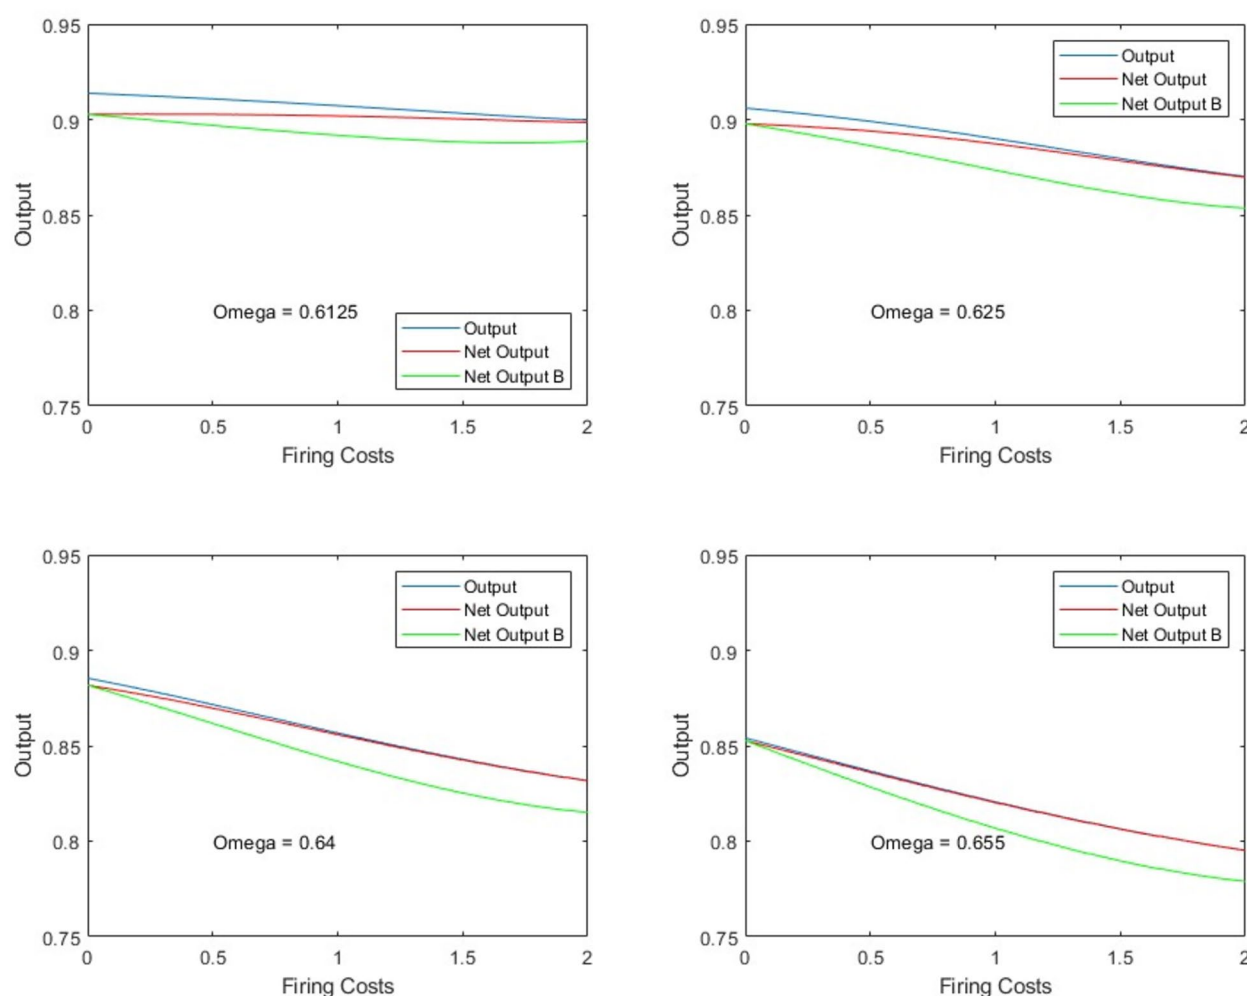 0.95
0.9
0.85
0.8
0.75
Output
Output
Net Output
Net Output B
Omega = 0.6125
0 0.5 1 1.5 2
Firing Costs
0.95
0.9
0.85
0.8
0.75
Output
Output
Net Output
Net Output B
Omega = 0.625
0 0.5 1 1.5 2
Firing Costs
0.95
0.9
0.85
0.8
0.75
Output
Output
Net Output
Net Output B
Omega = 0.64
0 0.5 1 1.5 2
Firing Costs
0.95
0.9
0.85
0.8
0.75
Output
Output
Net Output
Net Output B
Omega = 0.655
0 0.5 1 1.5 2
Firing Costs